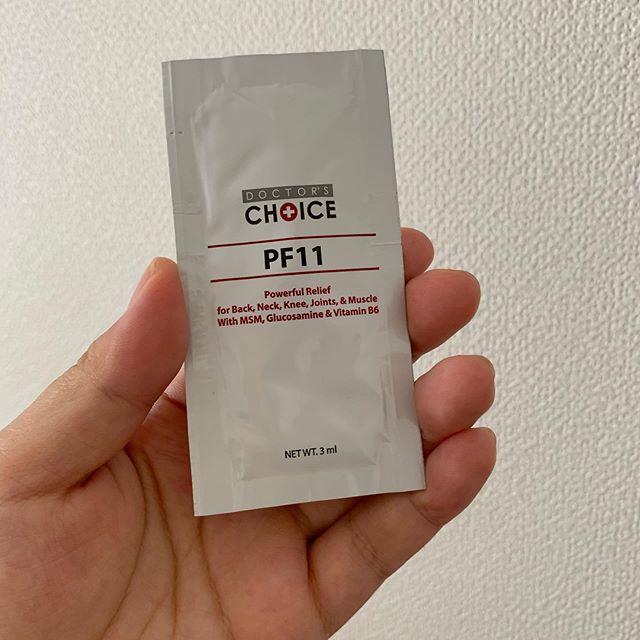 DOCTOR'S
CHOICE
PF11
Powerful Relief
for Back, Neck, Knee, Joints, & Muscle
With MSM, Glucosamine & Vitamin B6
NET WT. 3 ml